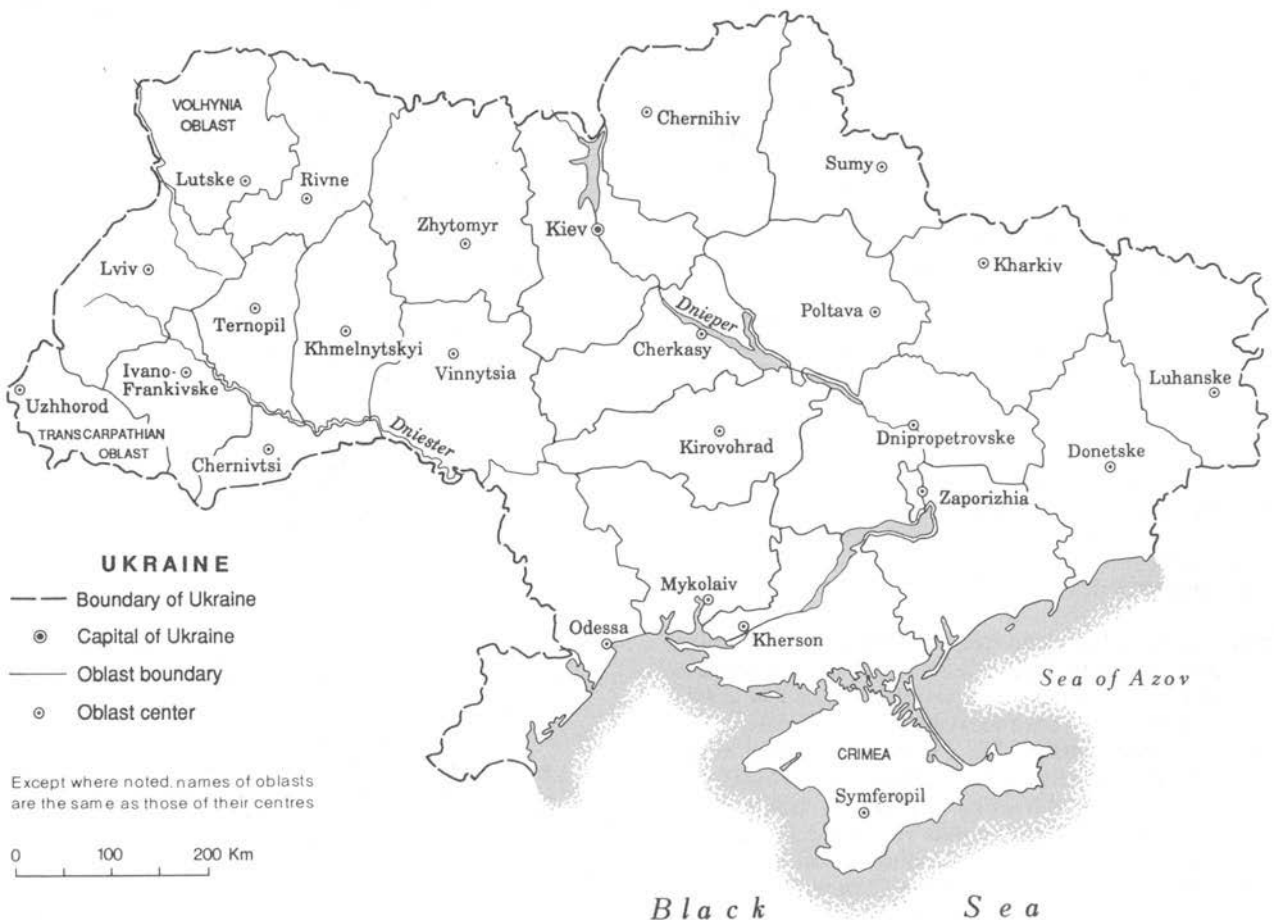 VOLHYNIA
OBLAST
Chernihiv
Sumy
Lutske
Rivne
Zhytomyr
Kiev
Kharkiv
Lviv
Ternopil
Dnieper
Poltava
Khmelnytskyi
Cherkasy
Vinnytsia
Ivano-
Frankivske
Luhanske
Uzhhorod
TRANSCARPATHIAN
OBLAST
Dniester
Kirovohrad
Dnipropetrovske
Donetske
Chernivtsi
Zaporizhia
UKRAINE
Boundary of Ukraine
Capital of Ukraine
Oblast boundary
Oblast center
Mykolaiv
Odessa
Kherson
Sea of Azov
CRIMEA
Symferopil
Except where noted, names of oblasts
are the same as those of their centres
0 100 200 Km
Black Sea